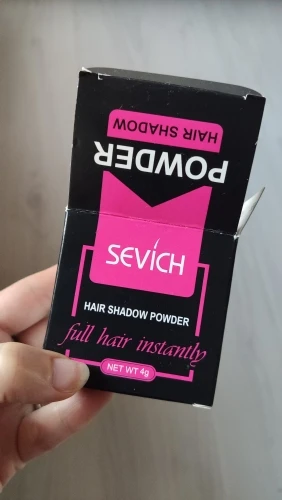 HAIR SHADOW
POWDER
SEVICH
HAIR SHADOW POWDER
full hair instantly
NET WT 4g